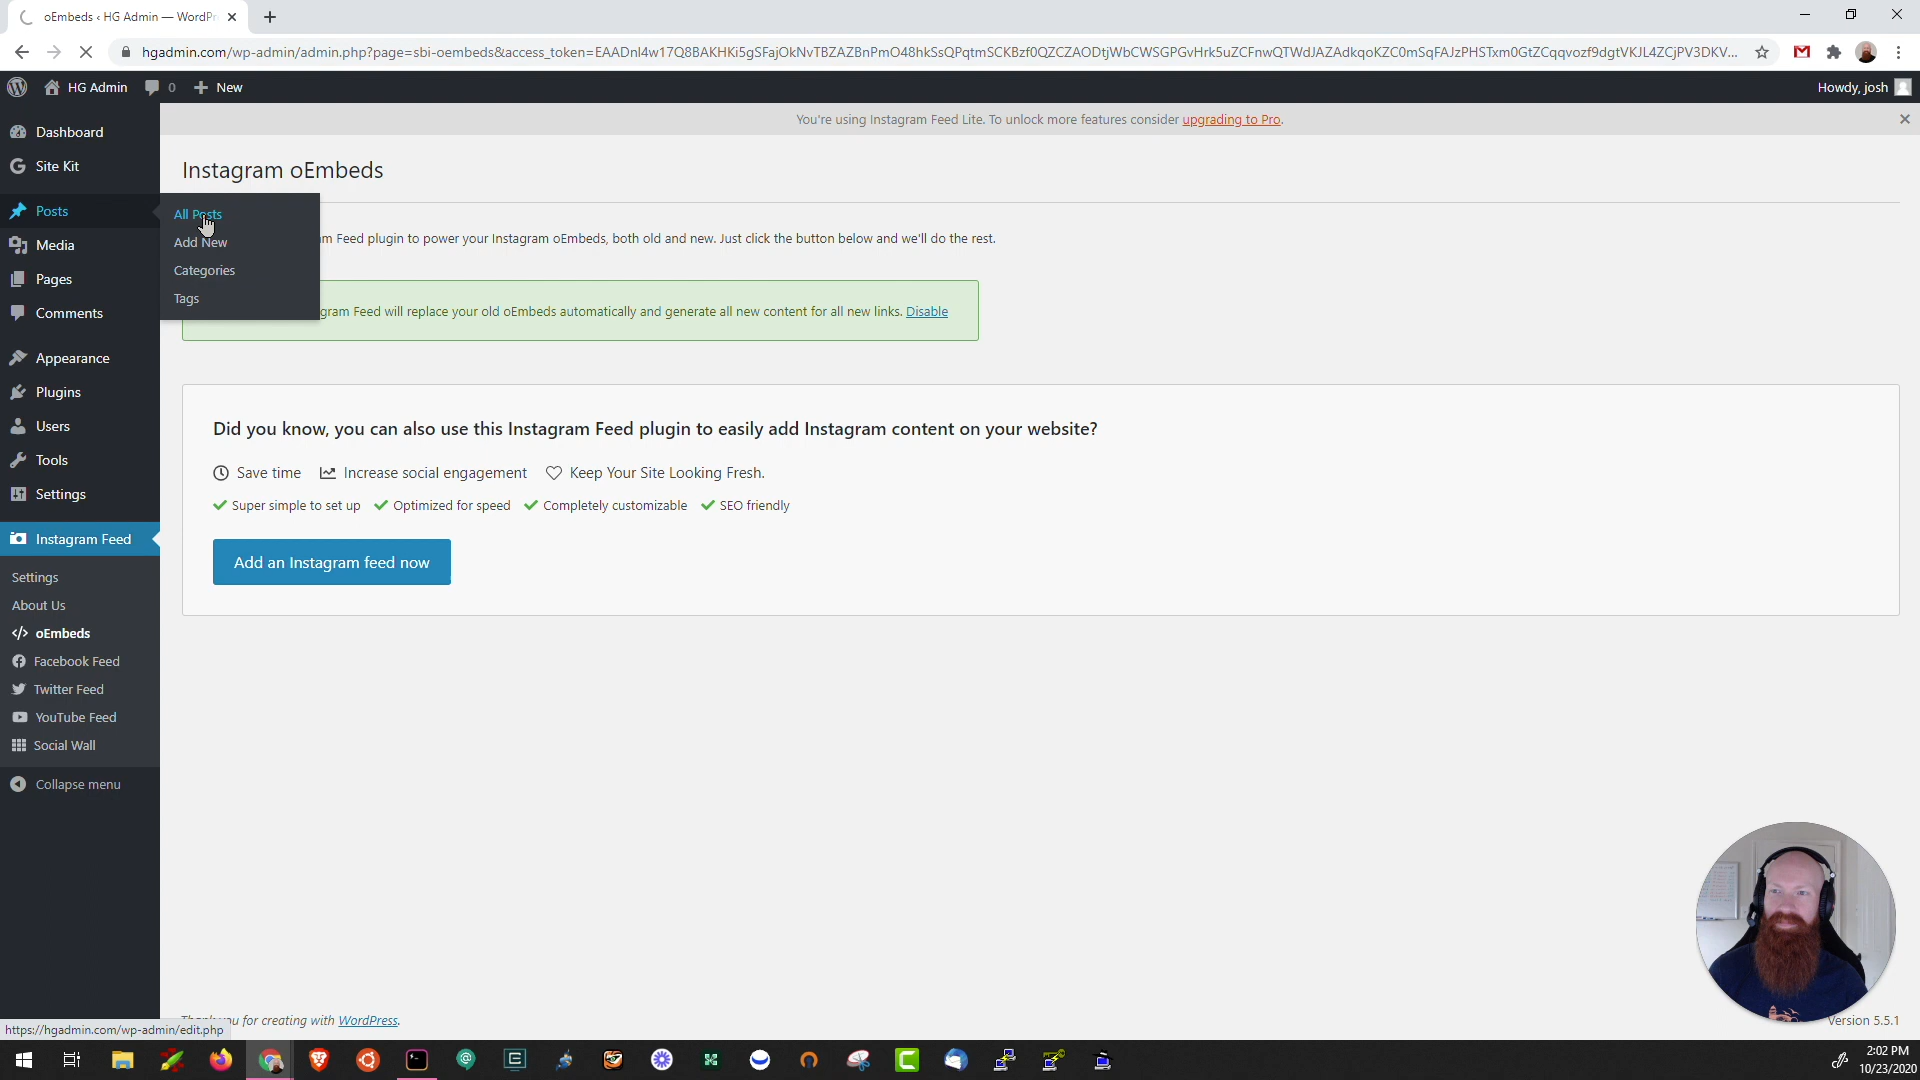 oEmbeds ‹ HG Admin — WordPr
hgadmin.com/wp-admin/admin.php?page=sbi-oembeds&access_token=EAADnl4w17Q8BAKHKi5gSFajOkNvTBZAZBnPmO48hkSsQPqtmSCKBzf0QZCZAODtjWbCWSGPGvHrk5uZCFnwQTWdJAZAdkqoKZC0mSqFAJzPHSTxm0GtZCqqvozf9dgtVKJL4ZCjPV3DKV...
HG Admin 0 New Howdy, josh
You're using Instagram Feed Lite. To unlock more features consider upgrading to Pro.
Dashboard
Site Kit
Posts
Media
Pages
Comments
Appearance
Plugins
Users
Tools
Settings
Instagram Feed
Settings
About Us
oEmbeds
Facebook Feed
Twitter Feed
YouTube Feed
Social Wall
Collapse menu
All Posts
Add New
Categories
Tags
Instagram oEmbeds
m Feed plugin to power your Instagram oEmbeds, both old and new. Just click the button below and we'll do the rest.
gram Feed will replace your old oEmbeds automatically and generate all new content for all new links. Disable
Did you know, you can also use this Instagram Feed plugin to easily add Instagram content on your website?
Save time Increase social engagement Keep Your Site Looking Fresh.
Super simple to set up Optimized for speed Completely customizable SEO friendly
Add an Instagram feed now
Thank you for creating with WordPress.
Version 5.5.1
https://hgadmin.com/wp-admin/edit.php
2:02 PM
10/23/2020